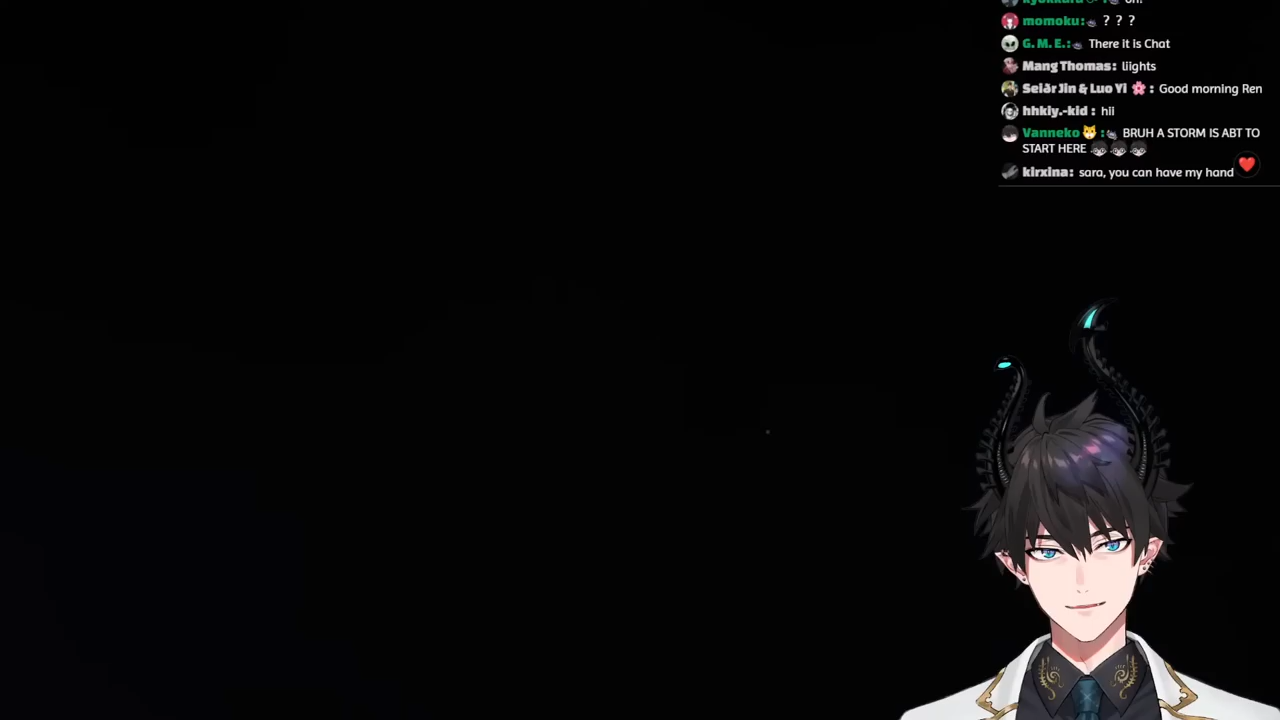 momoku: ? ? ?
G. M. E.: There it is Chat
Mang Thomas: liights
Selàr Jin & Luo Yi 🌸 : Good morning Ren
hhkiy.-kid : hii
Vanneko 🐱 : BRUH A STORM IS ABT TO
START HERE
kirxina: sara, you can have my hand ❤️